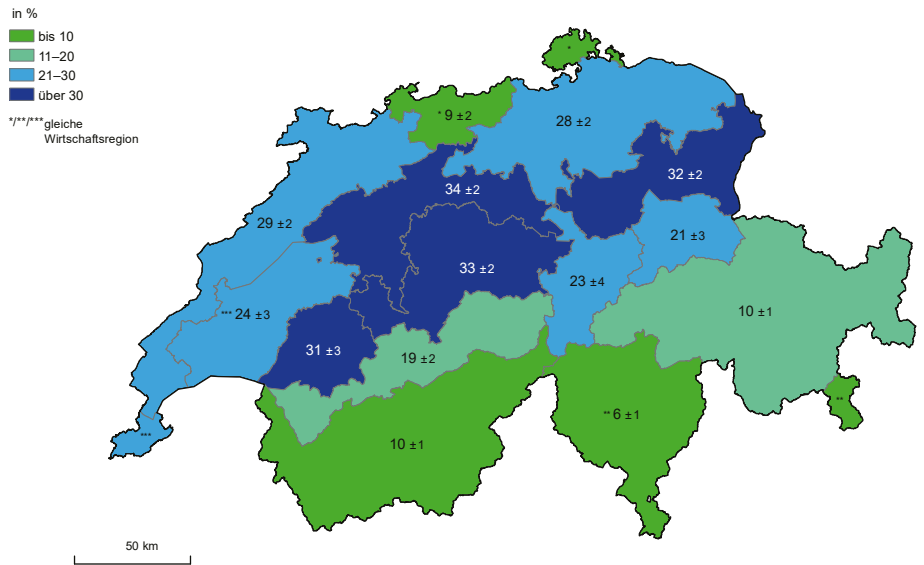 in %
bis 10
11–20
21–30
über 30
*/**/***gleiche
Wirtschaftsregion
*
* 9 ±2
28 ±2
32 ±2
34 ±2
29 ±2
21 ±3
33 ±2
23 ±4
*** 24 ±3
10 ±1
31 ±3
19 ±2
**
** 6 ±1
***
10 ±1
50 km